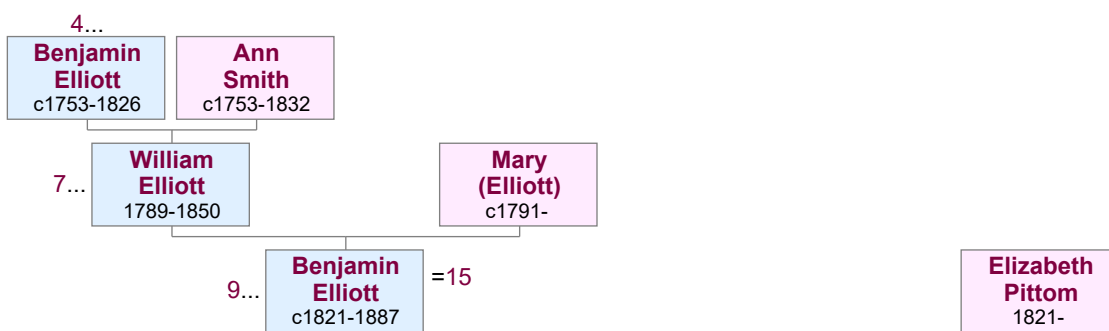 4...
Benjamin
Elliott
c1753-1826
Ann
Smith
c1753-1832
7...
William
Elliott
1789-1850
Mary
(Elliott)
c1791-
9...
Benjamin
Elliott
c1821-1887
=15
Elizabeth
Pittom
1821-